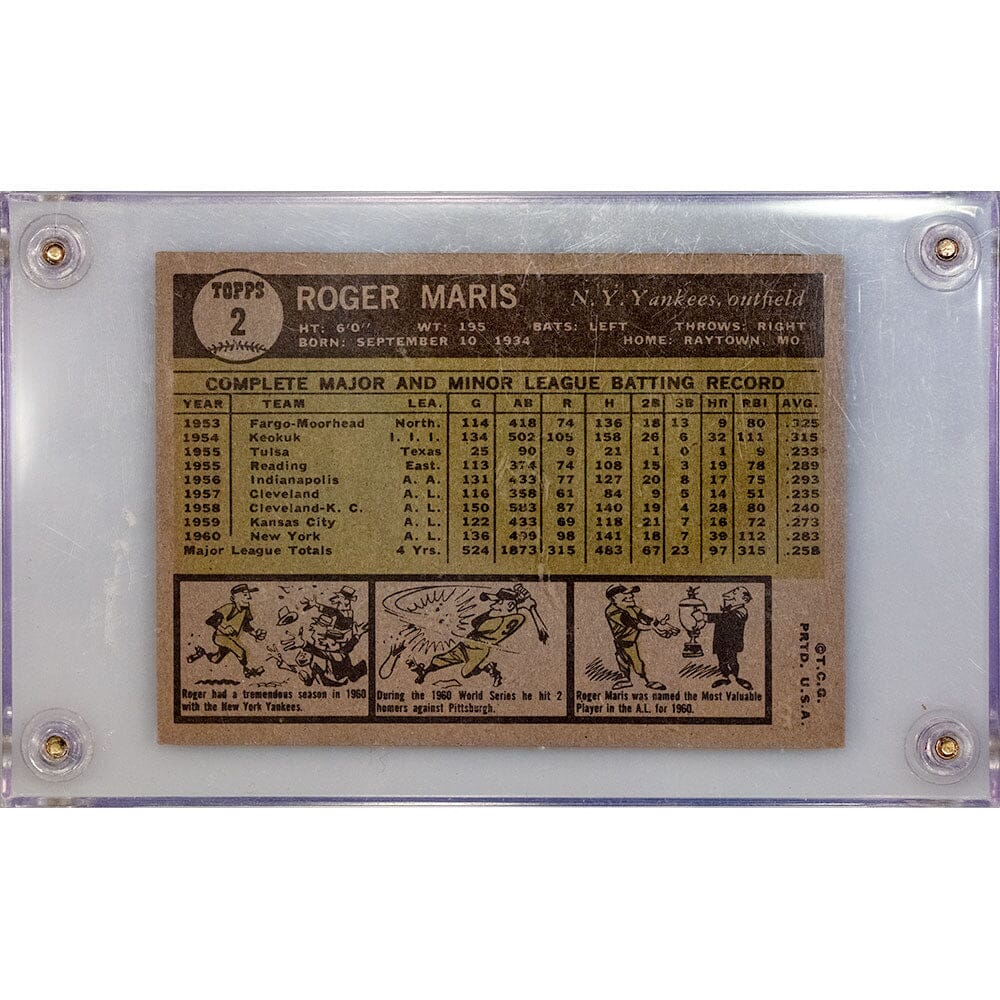 TOPPS
2
ROGER MARIS N.Y. Yankees, outfield
HT: 6'0" WT: 195 BATS: LEFT THROWS: RIGHT
BORN: SEPTEMBER 10 1934 HOME: RAYTOWN, MO.
COMPLETE MAJOR AND MINOR LEAGUE BATTING RECORD
YEAR TEAM LEA. G AB R H 2B 3B HR RBI AVG.
1953 Fargo-Moorhead North. 114 418 74 136 18 13 9 80 .325
1954 Keokuk I. I. I. 134 502 105 158 26 6 32 111 .315
1955 Tulsa Texas 25 90 9 21 1 0 1 9 .233
1955 Reading East. 113 374 74 108 15 3 19 78 .289
1956 Indianapolis A. A. 131 433 77 127 20 8 17 75 .293
1957 Cleveland A. L. 116 358 61 84 9 5 14 51 .235
1958 Cleveland-K. C. A. L. 150 583 87 140 19 4 28 80 .240
1959 Kansas City A. L. 122 433 69 118 21 7 16 72 .273
1960 New York A. L. 136 499 98 141 18 7 39 112 .283
Major League Totals 4 Yrs. 524 1873 315 483 67 23 97 315 .258
Roger had a tremendous season in 1960
with the New York Yankees.
During the 1960 World Series he hit 2
homers against Pittsburgh.
Roger Maris was named the Most Valuable
Player in the A.L. for 1960.
©T.C.G.
PRTD. U.S.A.